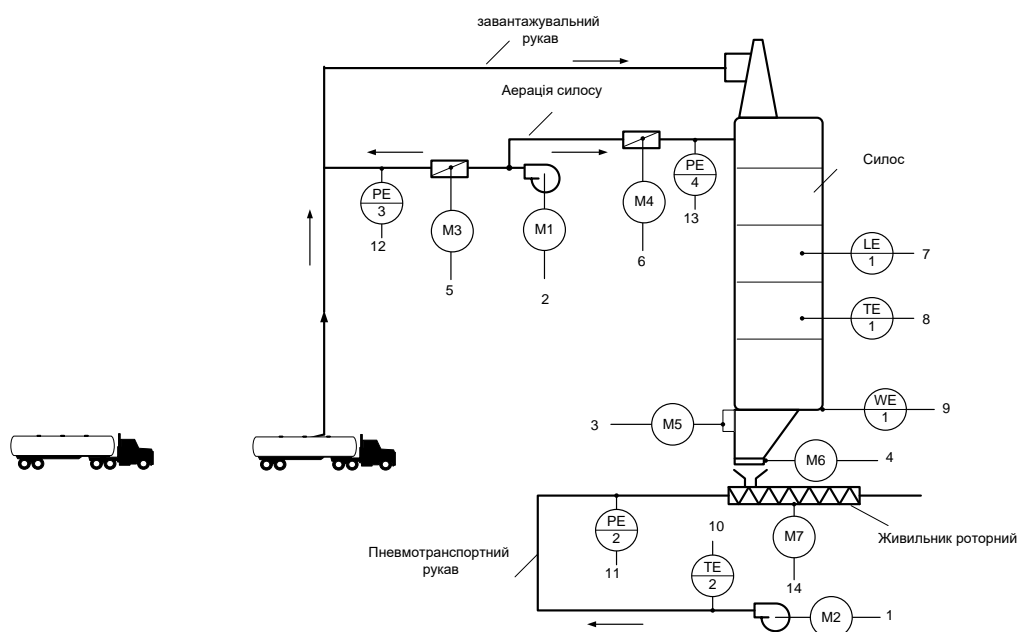 завантажувальний
рукав
Аерація силосу
Силос
PE
3
12
M3
5
M1
2
M4
6
PE
4
13
LE
1
7
TE
1
8
WE
1
9
3
M5
M6
4
PE
2
11
10
TE
2
M7
14
Живильник роторний
Пневмотранспортний
рукав
M2
1